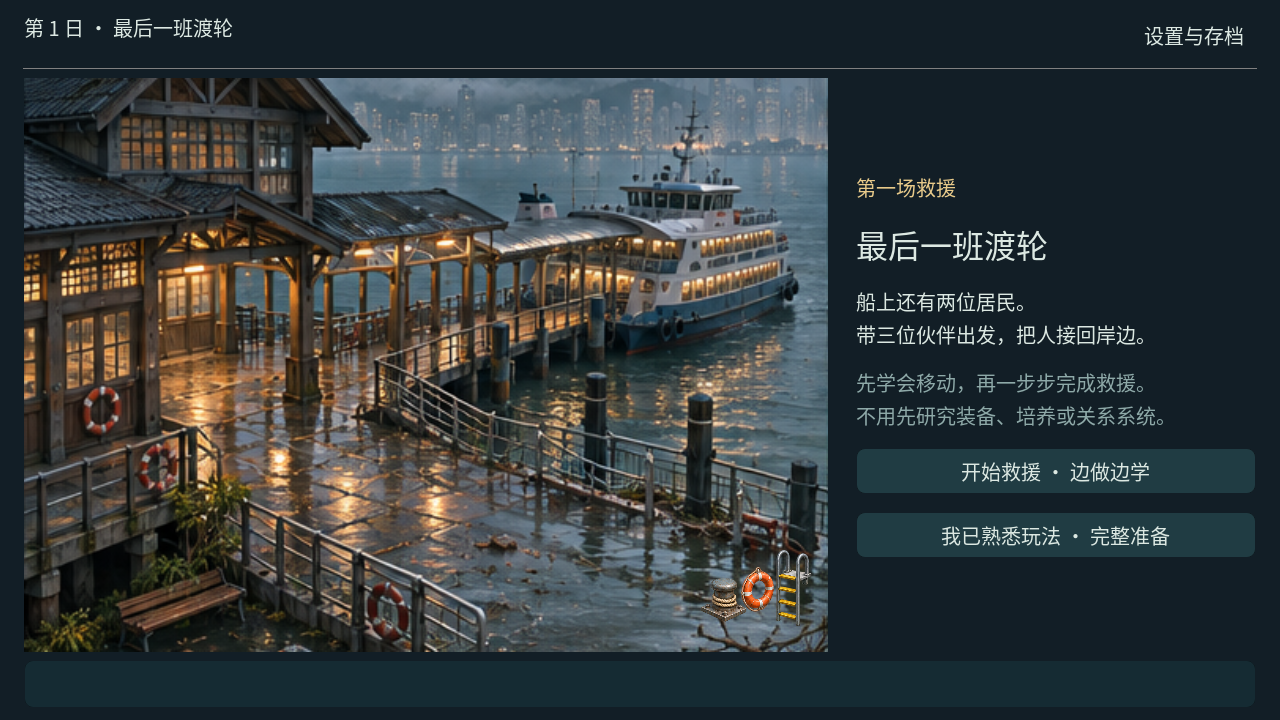 第 1 日 · 最后一班渡轮
设置与存档
第一场救援
最后一班渡轮
船上还有两位居民。
带三位伙伴出发，把人接回岸边。
先学会移动，再一步步完成救援。
不用先研究装备、培养或关系系统。
开始救援 · 边做边学
我已熟悉玩法 · 完整准备